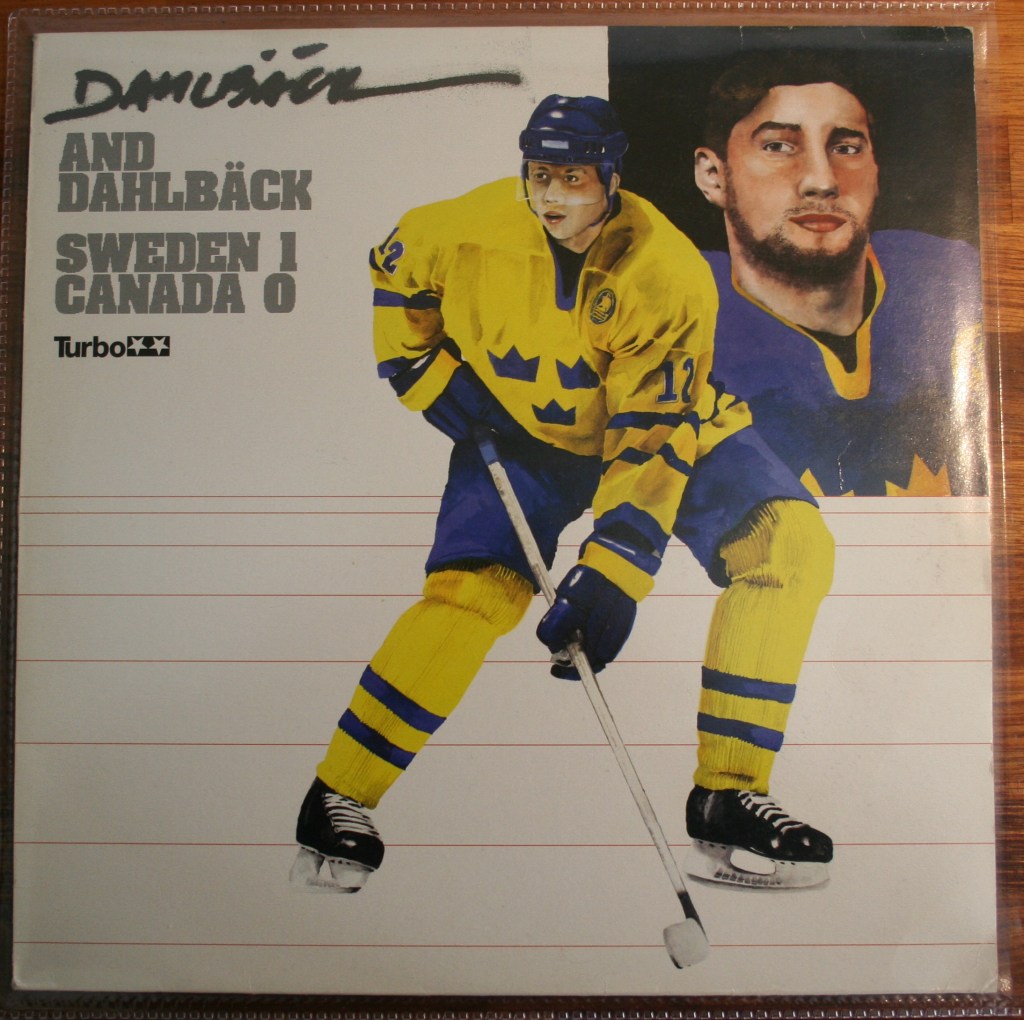 DAHLBÄCK
AND
DAHLBÄCK
SWEDEN 1
CANADA 0
Turbo
12
12